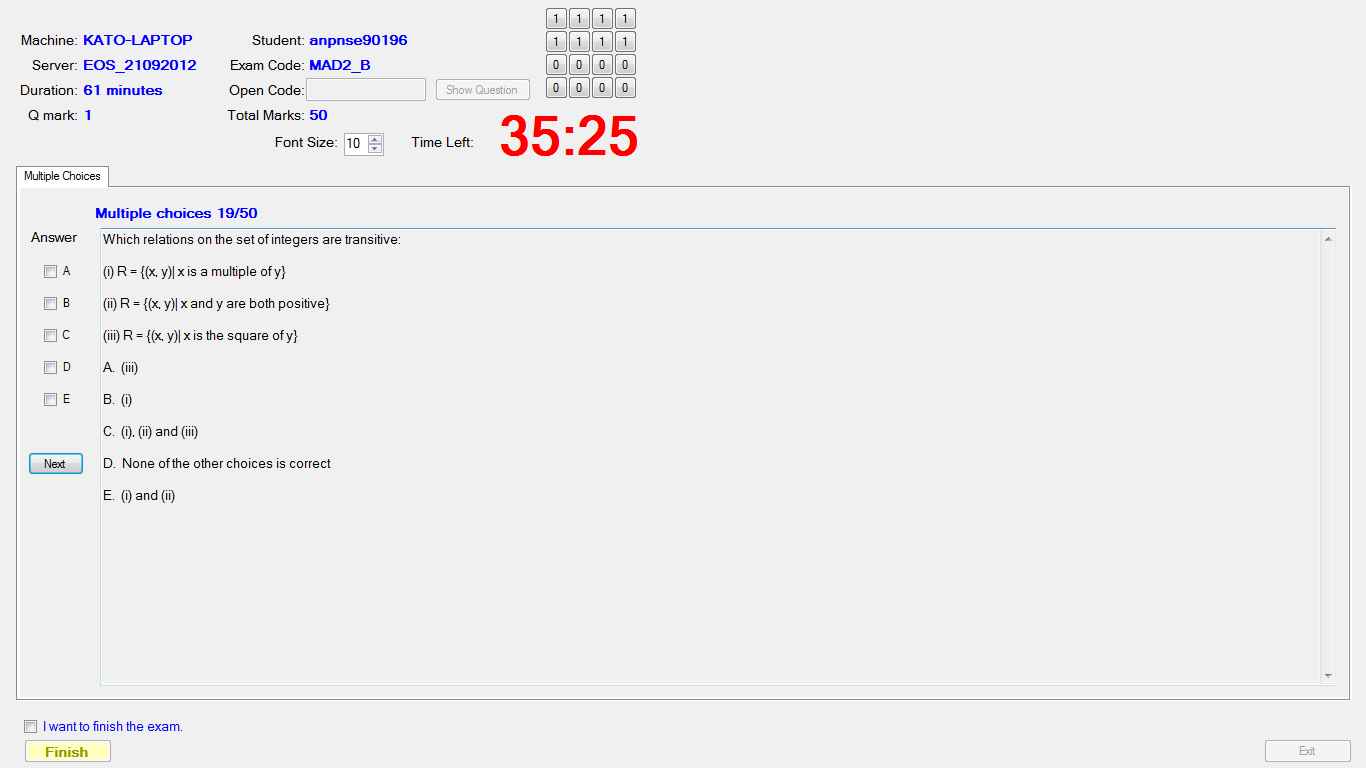 Machine: KATO-LAPTOP Student: anpnse90196
Server: EOS_21092012 Exam Code: MAD2_B
Duration: 61 minutes Open Code: Show Question
Q mark: 1 Total Marks: 50
1 1 1 1
1 1 1 1
0 0 0 0
0 0 0 0
Font Size: 10 Time Left: 35:25
Multiple Choices
Multiple choices 19/50
Answer
Which relations on the set of integers are transitive:
A (i) R = {(x, y)| x is a multiple of y}
B (ii) R = {(x, y)| x and y are both positive}
C (iii) R = {(x, y)| x is the square of y}
D A. (iii)
E B. (i)
C. (i), (ii) and (iii)
Next D. None of the other choices is correct
E. (i) and (ii)
I want to finish the exam.
Finish Exit